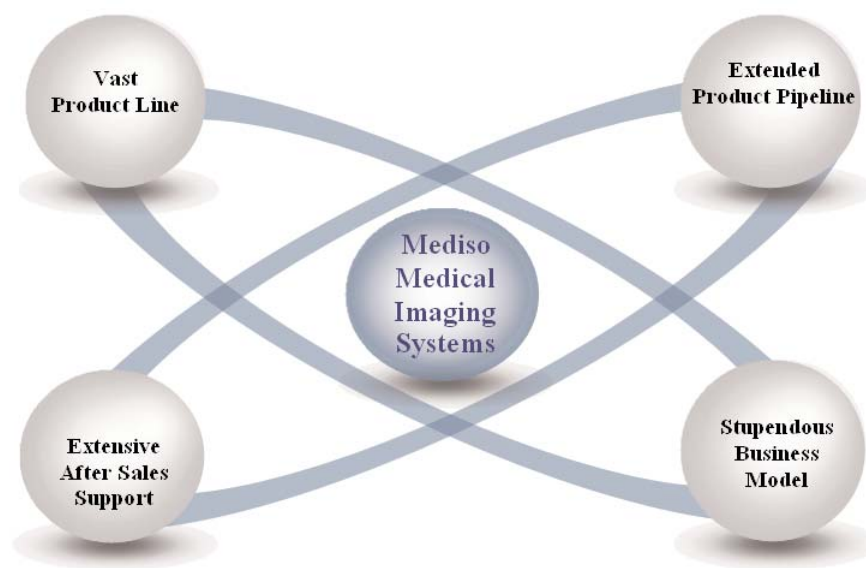 Vast
Product Line
Extended
Product Pipeline
Mediso
Medical
Imaging
Systems
Extensive
After Sales
Support
Stupendous
Business
Model